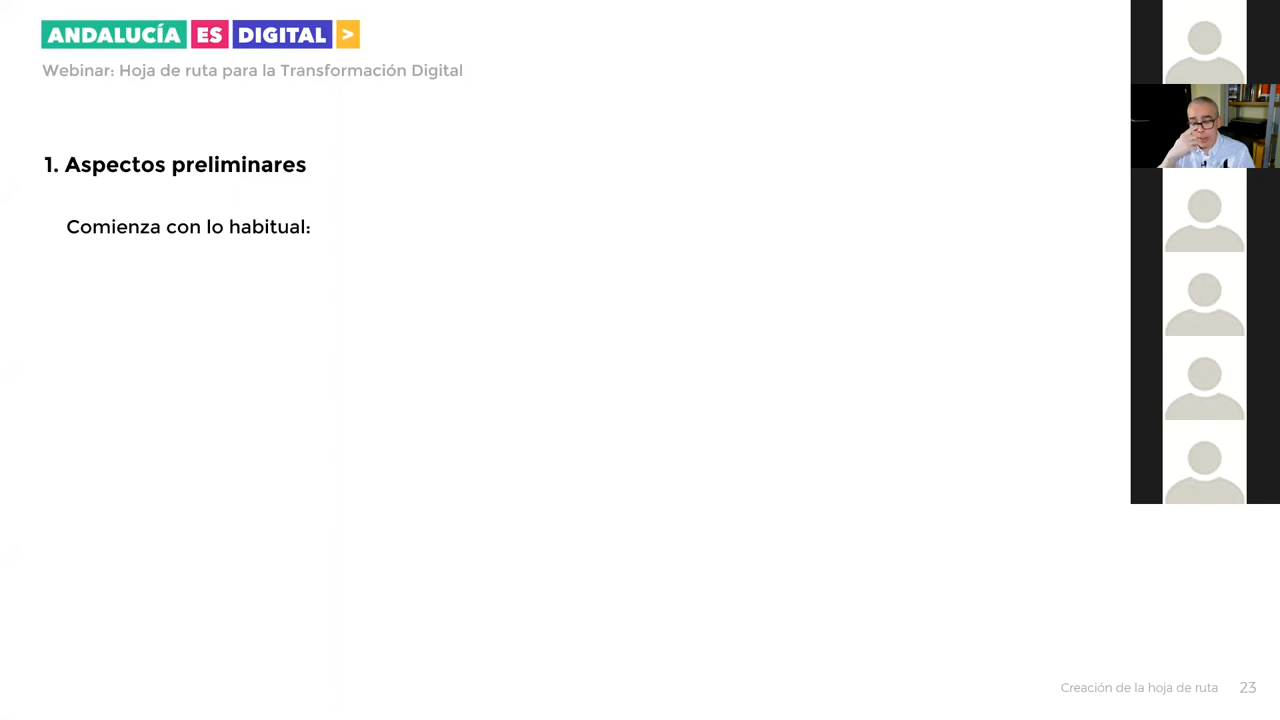 ANDALUCÍA ES DIGITAL >
Webinar: Hoja de ruta para la Transformación Digital
1. Aspectos preliminares
Comienza con lo habitual:
Creación de la hoja de ruta 23